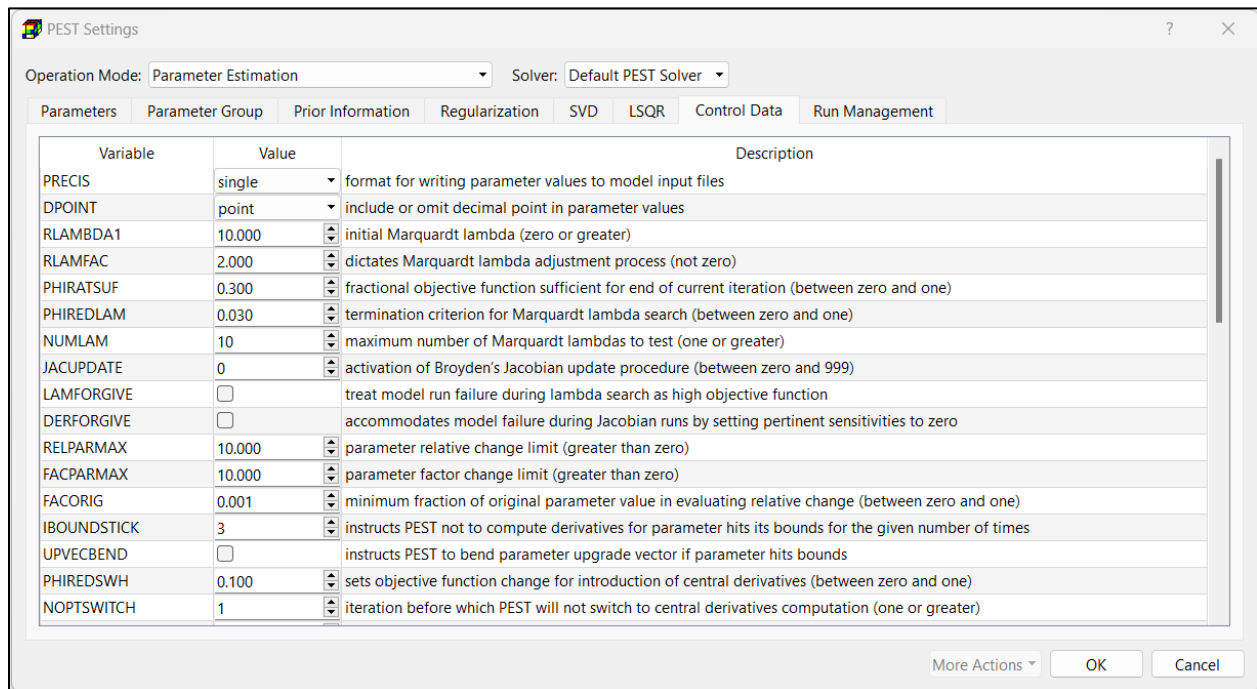 PEST Settings ?
Operation Mode: Parameter Estimation Solver: Default PEST Solver
Parameters Parameter Group Prior Information Regularization SVD LSQR Control Data Run Management
Variable Value Description
PRECIS single format for writing parameter values to model input files
DPOINT point include or omit decimal point in parameter values
RLAMBDA1 10.000 initial Marquardt lambda (zero or greater)
RLAMFAC 2.000 dictates Marquardt lambda adjustment process (not zero)
PHIRATSUF 0.300 fractional objective function sufficient for end of current iteration (between zero and one)
PHIREDLAM 0.030 termination criterion for Marquardt lambda search (between zero and one)
NUMLAM 10 maximum number of Marquardt lambdas to test (one or greater)
JACUPDATE 0 activation of Broyden's Jacobian update procedure (between zero and 999)
LAMFORGIVE treat model run failure during lambda search as high objective function
DERFORGIVE accommodates model failure during Jacobian runs by setting pertinent sensitivities to zero
RELPARMAX 10.000 parameter relative change limit (greater than zero)
FACPARMAX 10.000 parameter factor change limit (greater than zero)
FACORIG 0.001 minimum fraction of original parameter value in evaluating relative change (between zero and one)
IBOUNDSTICK 3 instructs PEST not to compute derivatives for parameter hits its bounds for the given number of times
UPVECBEND instructs PEST to bend parameter upgrade vector if parameter hits bounds
PHIREDSWH 0.100 sets objective function change for introduction of central derivatives (between zero and one)
NOPTSWITCH 1 iteration before which PEST will not switch to central derivatives computation (one or greater)
More Actions OK Cancel